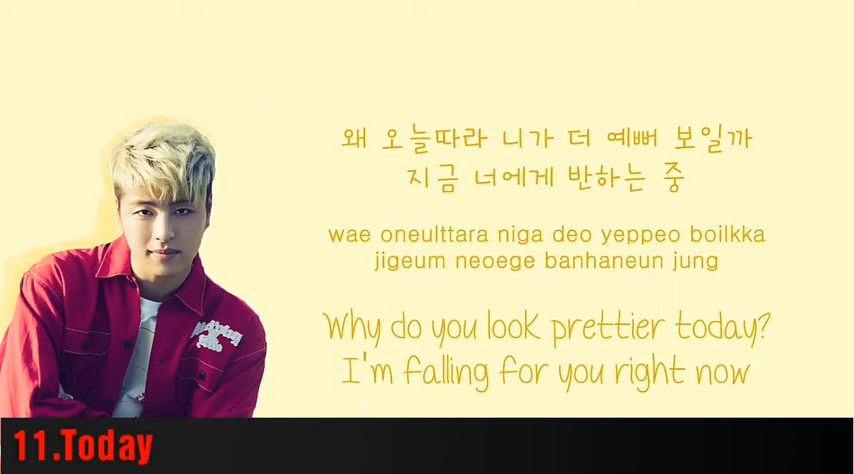 왜 오늘따라 니가 더 예뻐 보일까
지금 너에게 반하는 중
wae oneulttara niga deo yeppeo boilkka
jigeum neoege banhaneun jung
Why do you look prettier today?
I'm falling for you right now
11.Today